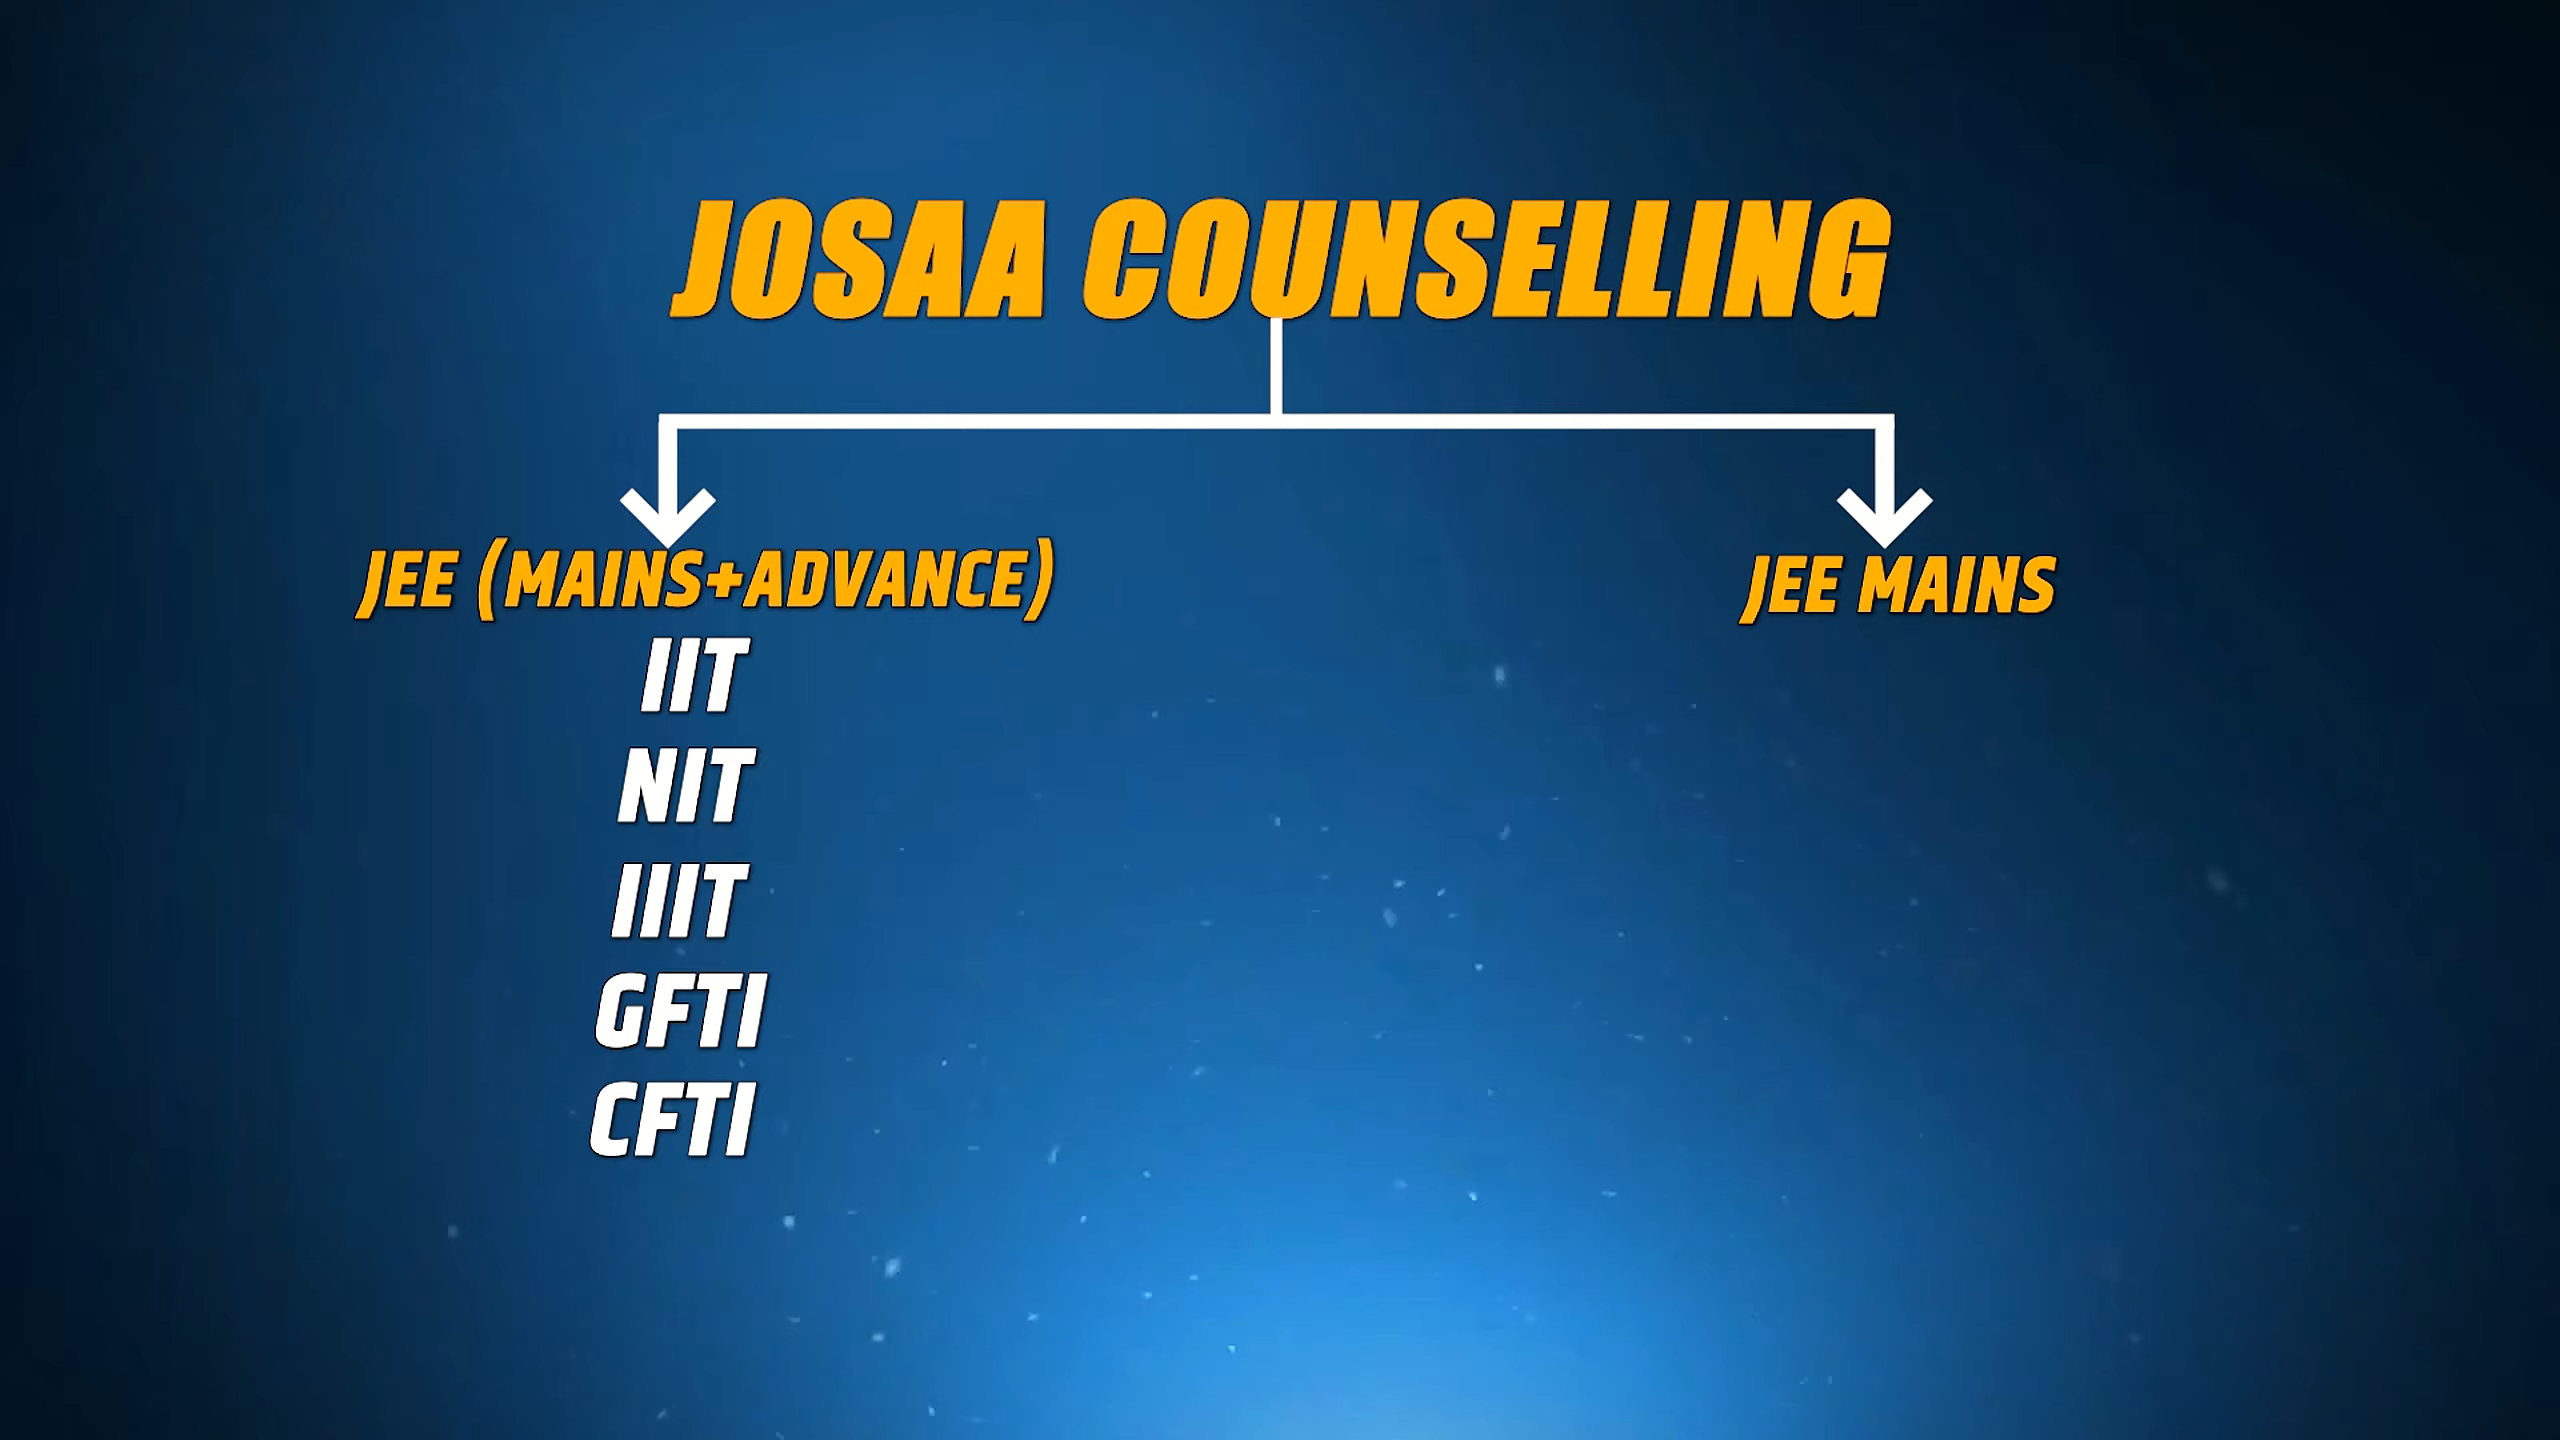 JOSAA COUNSELLING
JEE (MAINS+ADVANCE)
JEE MAINS
IIT
NIT
IIIT
GFTI
CFTI